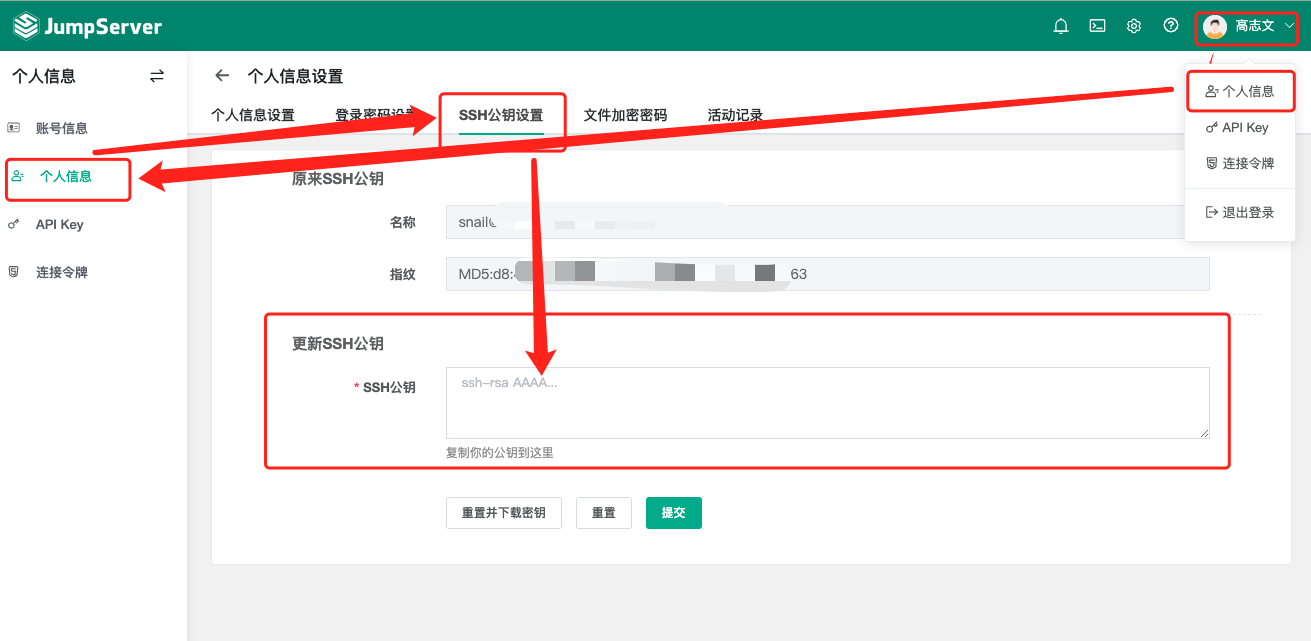 JumpServer
高志文
个人信息
API Key
连接令牌
退出登录
个人信息
账号信息
个人信息
API Key
连接令牌
个人信息设置
个人信息设置
登录密码设置
SSH公钥设置
文件加密密码
活动记录
原来SSH公钥
名称
snail
指纹
MD5:d8: 63
更新SSH公钥
* SSH公钥
ssh-rsa AAAA...
复制你的公钥到这里
重置并下载密钥
重置
提交